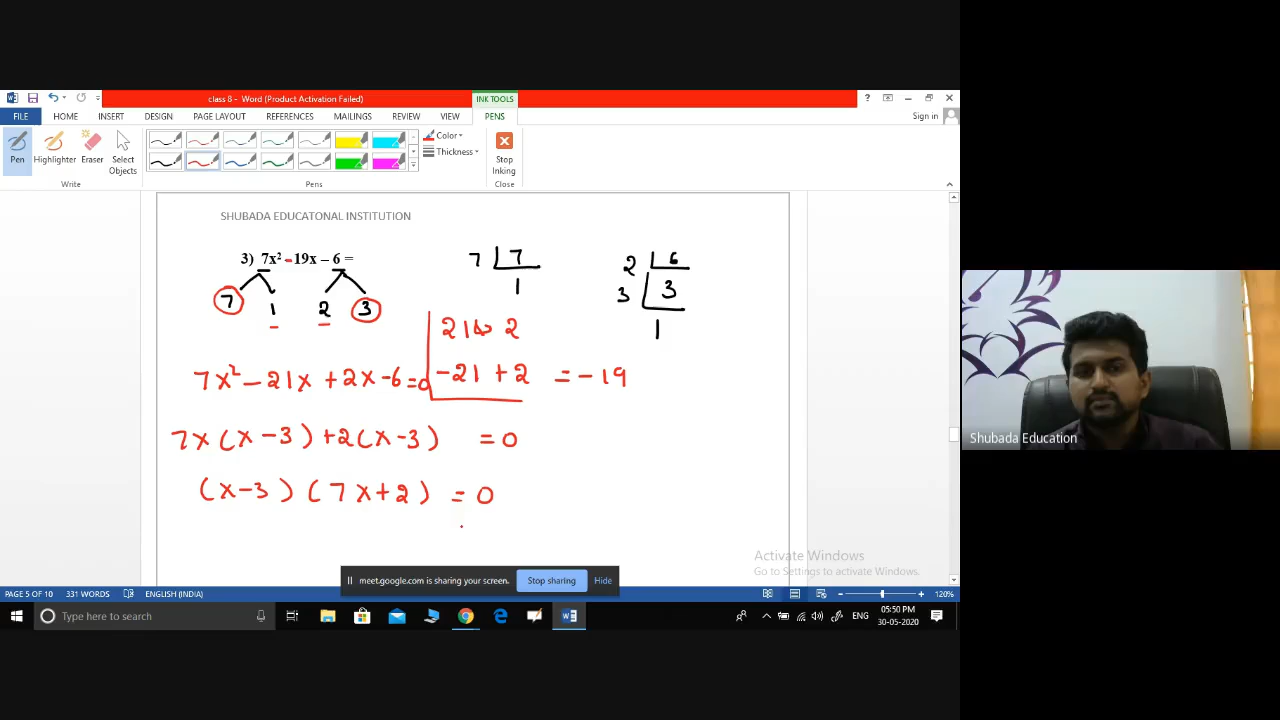 class 8 - Word (Product Activation Failed)
INK TOOLS
FILE HOME INSERT DESIGN PAGE LAYOUT REFERENCES MAILINGS REVIEW VIEW PENS
Sign in
Pen Highlighter Eraser Select Objects
Color
Thickness
Stop Inking
Write Pens Close
SHUBADA EDUCATONAL INSTITUTION
3) 7x² - 19x – 6 =
7 | 7
1
2 | 6
3 | 3
1
7 1 2 3
21 & 2
-21 + 2 = -19
7x² - 21x + 2x - 6 = 0
7x (x - 3) + 2 (x - 3) = 0
(x - 3) (7x + 2) = 0
Shubada Education
Activate Windows
Go to Settings to activate Windows.
meet.google.com is sharing your screen. Stop sharing Hide
PAGE 5 OF 10 331 WORDS ENGLISH (INDIA) 120%
Type here to search
ENG
05:50 PM
30-05-2020